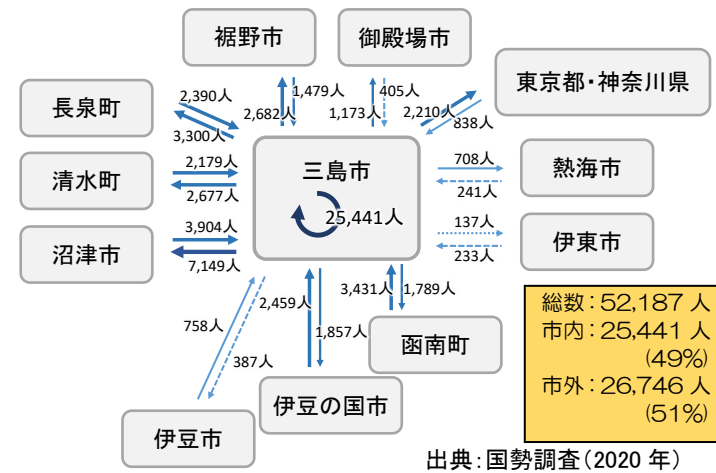 裾野市
御殿場市
東京都・神奈川県
長泉町
2,390人
3,300人
2,682人
1,479人
1,173人
405人
2,210人
838人
清水町
2,179人
2,677人
三島市
25,441人
708人
241人
熱海市
沼津市
3,904人
7,149人
137人
233人
伊東市
758人
387人
2,459人
1,857人
3,431人
1,789人
函南町
伊豆の国市
伊豆市
総数：52,187 人
市内：25,441 人
(49%)
市外：26,746 人
(51%)
出典：国勢調査（2020 年）